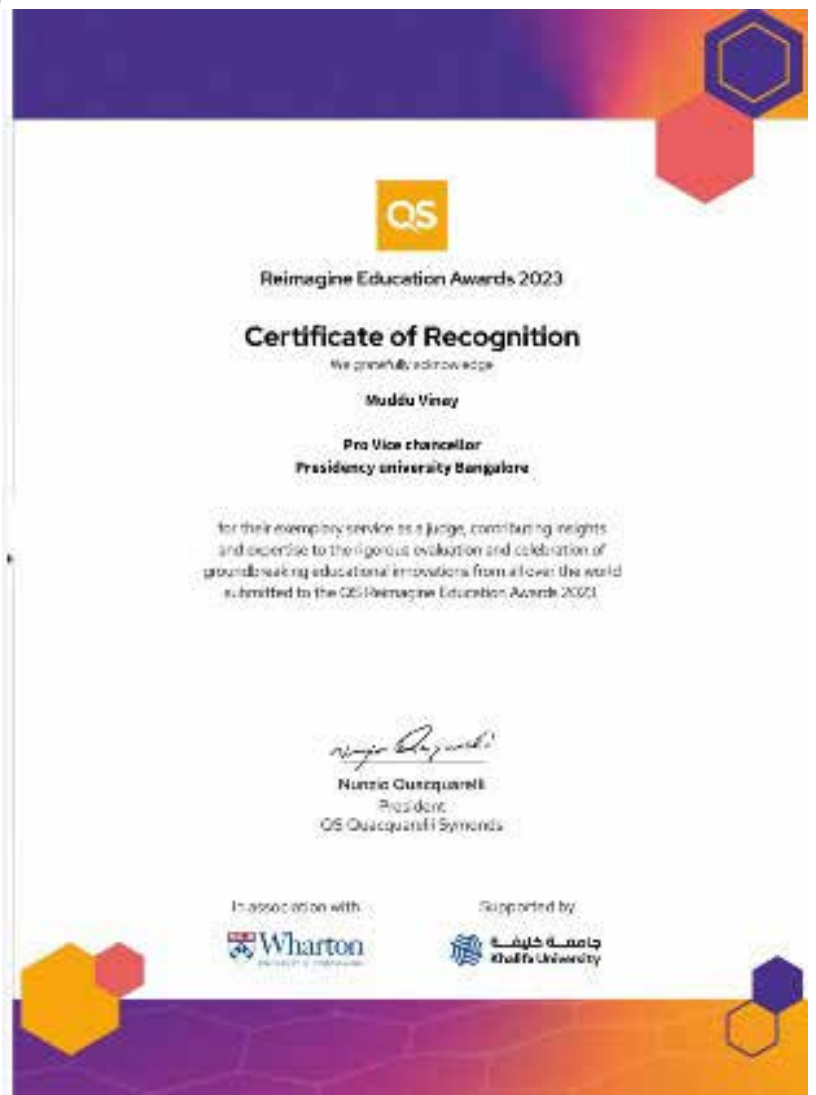 QS
Reimagine Education Awards 2023
Certificate of Recognition
We gratefully acknowledge
Muddu Vinay
Pro Vice chancellor
Presidency university Bangalore
for their exemplary service as a judge, contributing insights
and expertise to the rigorous evaluation and celebration of
groundbreaking educational innovations from all over the world
submitted to the QS Reimagine Education Awards 2023.
Nunzio Quacquarelli
President
QS Quacquarelli Symonds
In association with
Supported by
Wharton
جامعة خليفة
Khalifa University